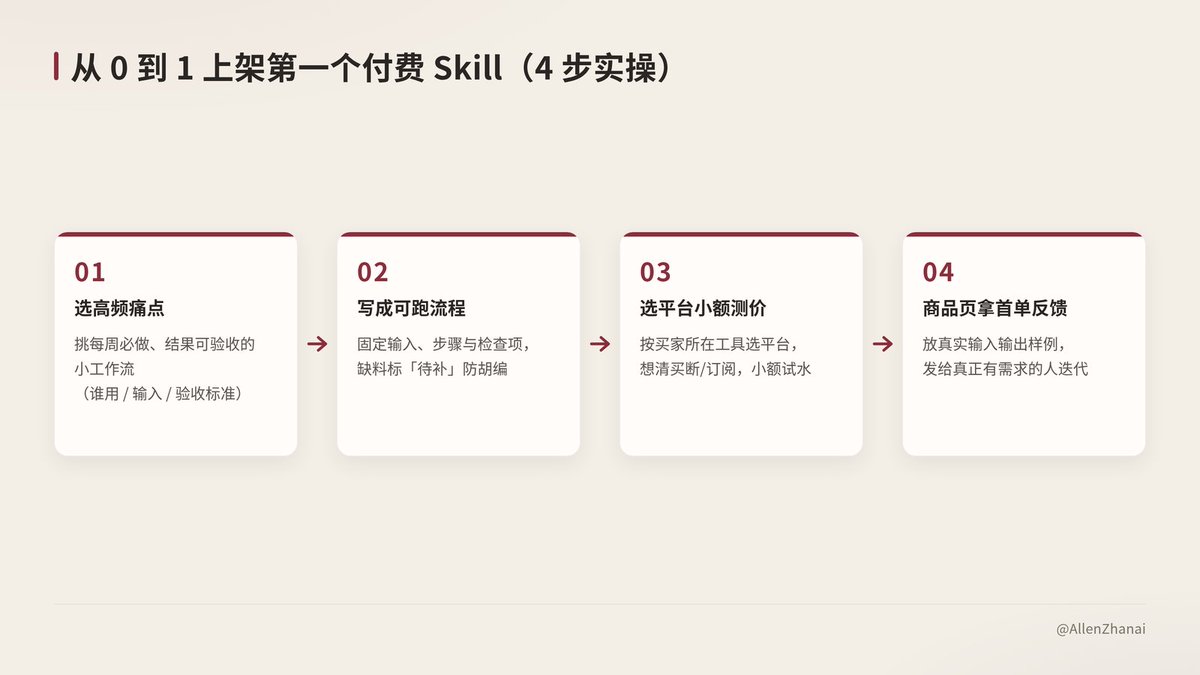 从 0 到 1 上架第一个付费 Skill（4 步实操）
01
选高频痛点
挑每周必做、结果可验收的
小工作流
（谁用 / 输入 / 验收标准）
02
写成可跑流程
固定输入、步骤与检查项，
缺料标「待补」防胡编
03
选平台小额测价
按买家所在工具选平台，
想清买断/订阅，小额试水
04
商品页拿首单反馈
放真实输入输出样例，
发给真正有需求的人迭代
@AllenZhanai